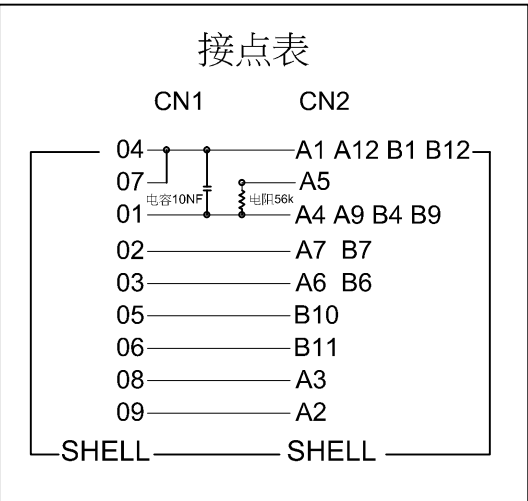 接点表
CN1 CN2
04 A1 A12 B1 B12
07 A5
电容10NF 电阻56k
01 A4 A9 B4 B9
02 A7 B7
03 A6 B6
05 B10
06 B11
08 A3
09 A2
SHELL SHELL